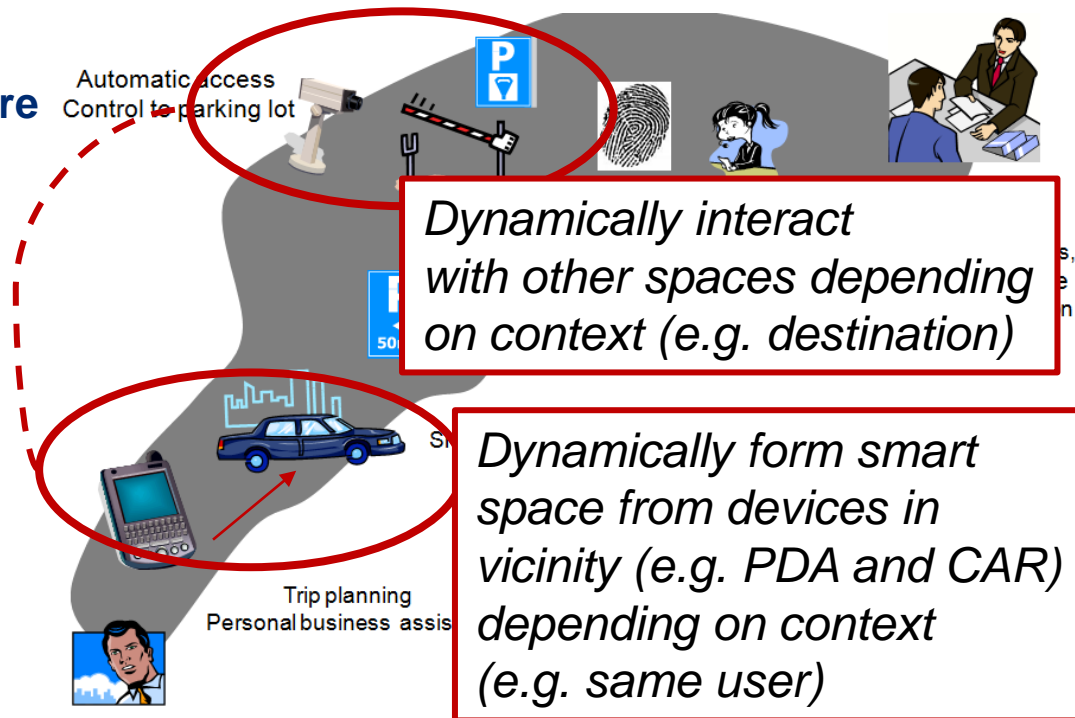 re
Automatic access
Control to parking lot
P
Dynamically interact
with other spaces depending
on context (e.g. destination)
s,
e
n
50
Dynamically form smart
space from devices in
vicinity (e.g. PDA and CAR)
depending on context
(e.g. same user)
Trip planning
Personal business assis